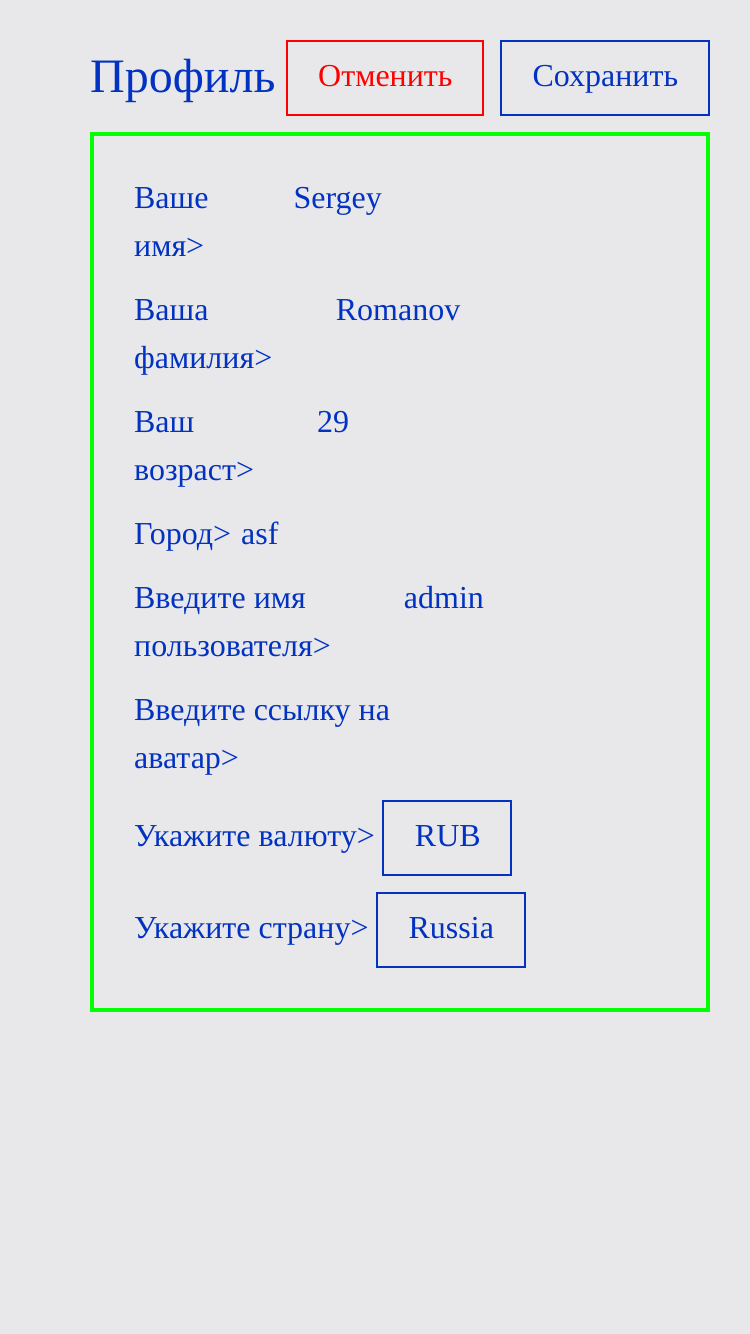 Профиль Отменить Сохранить
Ваше Sergey
имя>
Ваша Romanov
фамилия>
Ваш 29
возраст>
Город> asf
Введите имя admin
пользователя>
Введите ссылку на
аватар>
Укажите валюту> RUB
Укажите страну> Russia